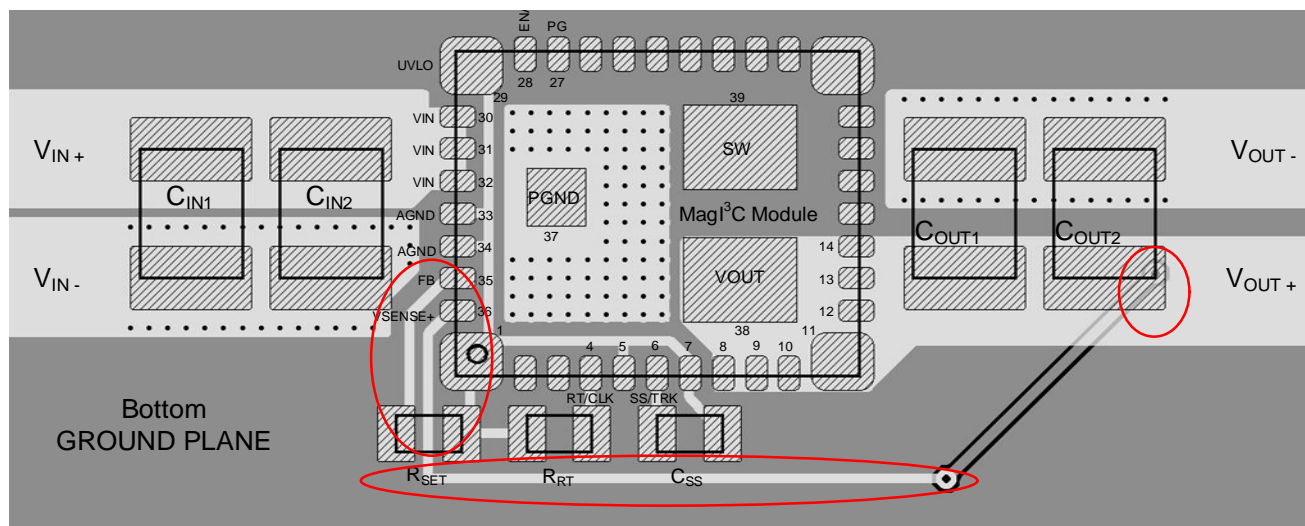 EN/
PG
UVLO
28
27
29
39
VIN
30
VIN
31
SW
VIN
32
VIN +
CIN1
CIN2
PGND
AGND
33
37
MagI³C Module
AGND
34
14
COUT1
COUT2
VOUT -
FB
35
VOUT
13
VIN -
VSENSE+
36
12
VOUT +
1
38
11
4
5
6
7
8
9
10
RT/CLK
SS/TRK
Bottom
GROUND PLANE
RSET
RRT
CSS